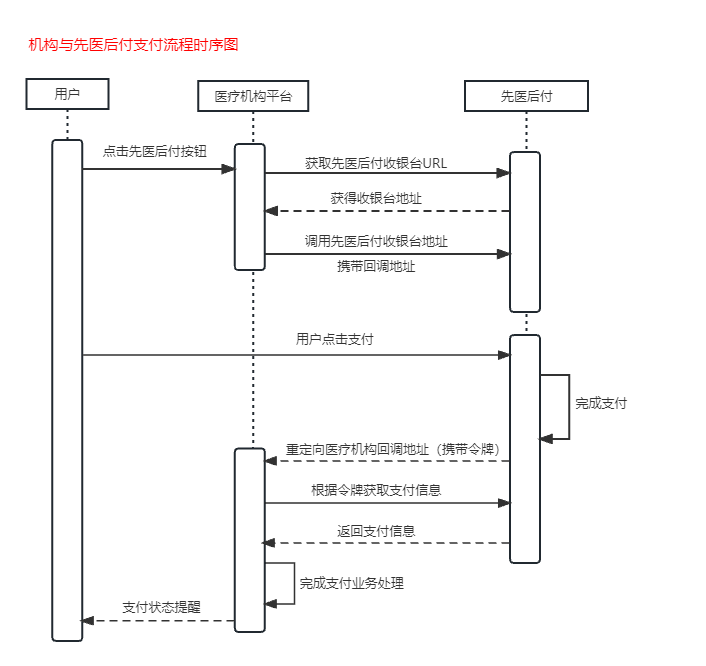 机构与先医后付支付流程时序图
用户
医疗机构平台
先医后付
点击先医后付按钮
获取先医后付收银台URL
获得收银台地址
调用先医后付收银台地址
携带回调地址
用户点击支付
完成支付
重定向医疗机构回调地址（携带令牌）
根据令牌获取支付信息
返回支付信息
完成支付业务处理
支付状态提醒